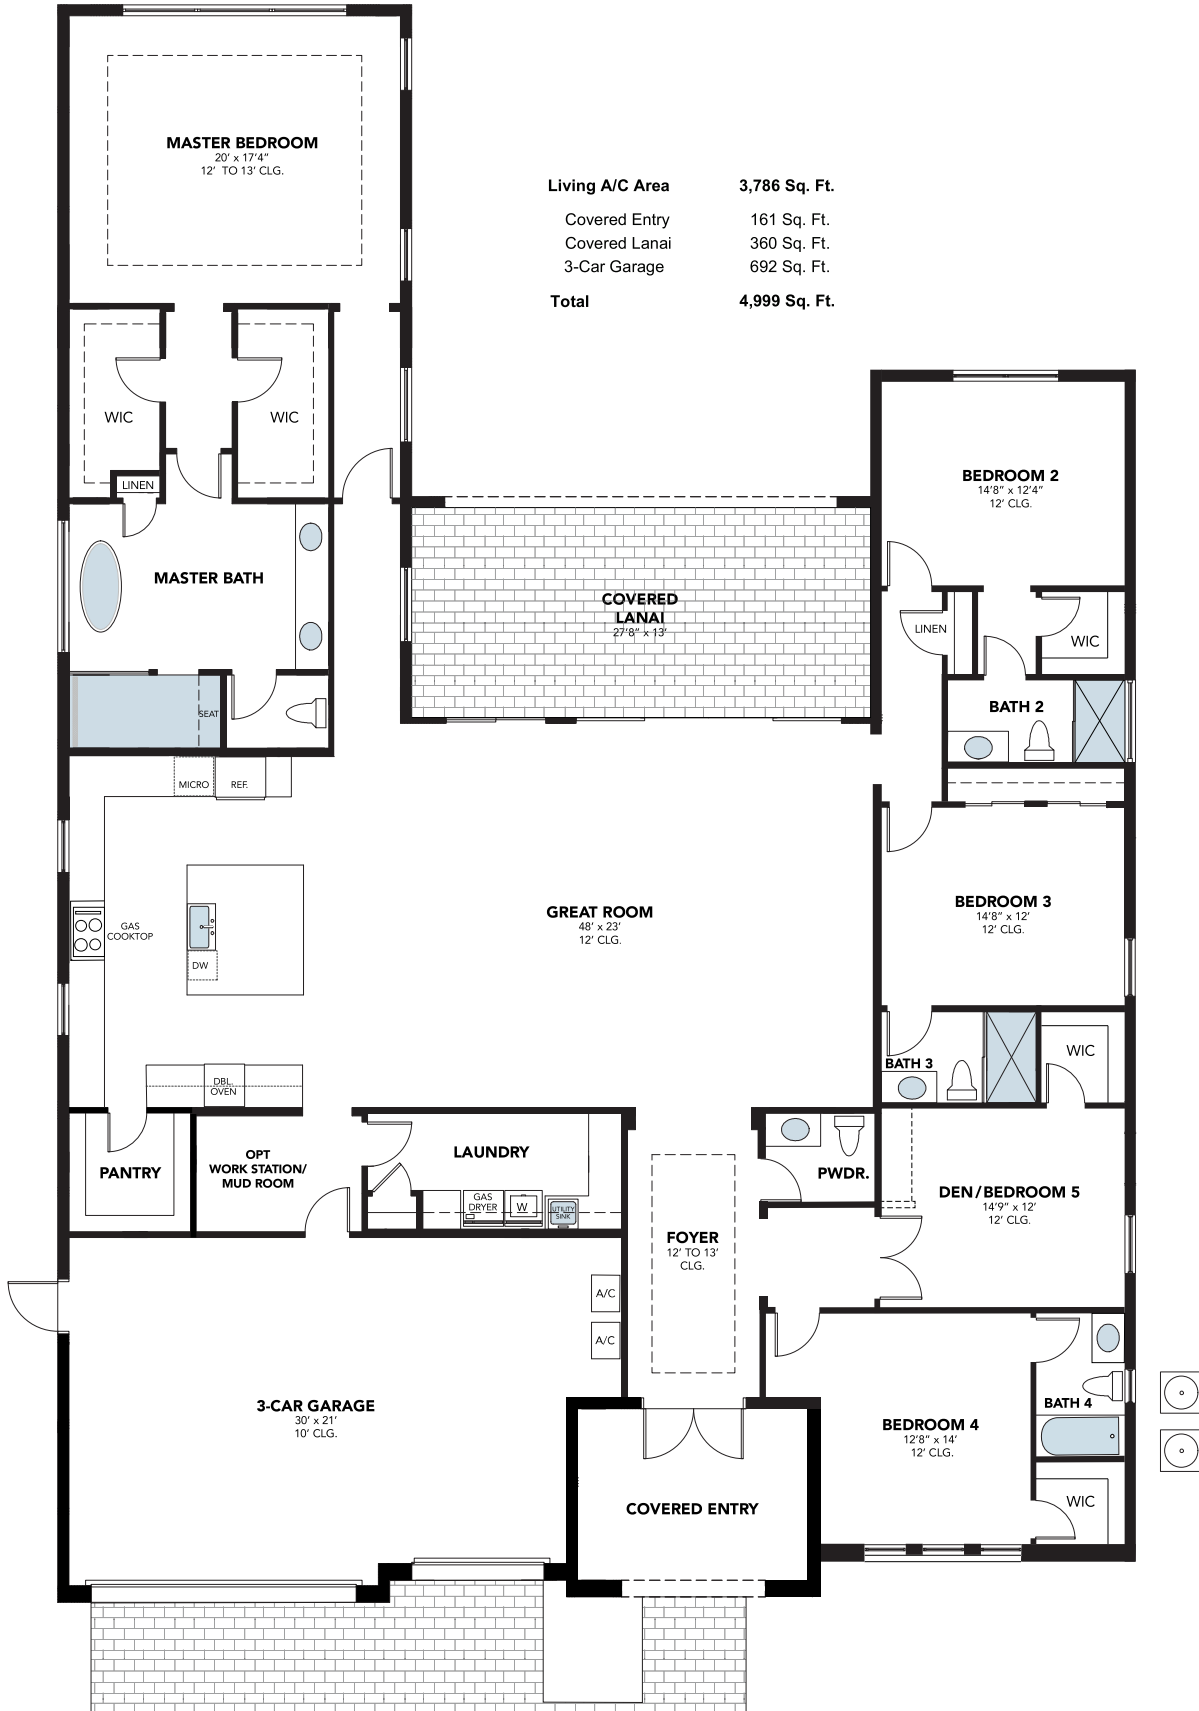 MASTER BEDROOM
20' x 17'4"
12' TO 13' CLG.
Living A/C Area 3,786 Sq. Ft.
Covered Entry 161 Sq. Ft.
Covered Lanai 360 Sq. Ft.
3-Car Garage 692 Sq. Ft.
Total 4,999 Sq. Ft.
WIC
WIC
LINEN
BEDROOM 2
14'8" x 12'4"
12' CLG.
MASTER BATH
COVERED
LANAI
27'8" x 13'
LINEN
WIC
SEAT
BATH 2
MICRO
REF.
GAS
COOKTOP
DW
GREAT ROOM
48' x 23'
12' CLG.
BEDROOM 3
14'8" x 12'
12' CLG.
DBL.
OVEN
BATH 3
WIC
PANTRY
OPT
WORK STATION/
MUD ROOM
LAUNDRY
GAS
DRYER
W
UTILITY
SINK
PWDR.
DEN/BEDROOM 5
14'9" x 12'
12' CLG.
FOYER
12' TO 13'
CLG.
A/C
A/C
3-CAR GARAGE
30' x 21'
10' CLG.
BEDROOM 4
12'8" x 14'
12' CLG.
BATH 4
COVERED ENTRY
WIC